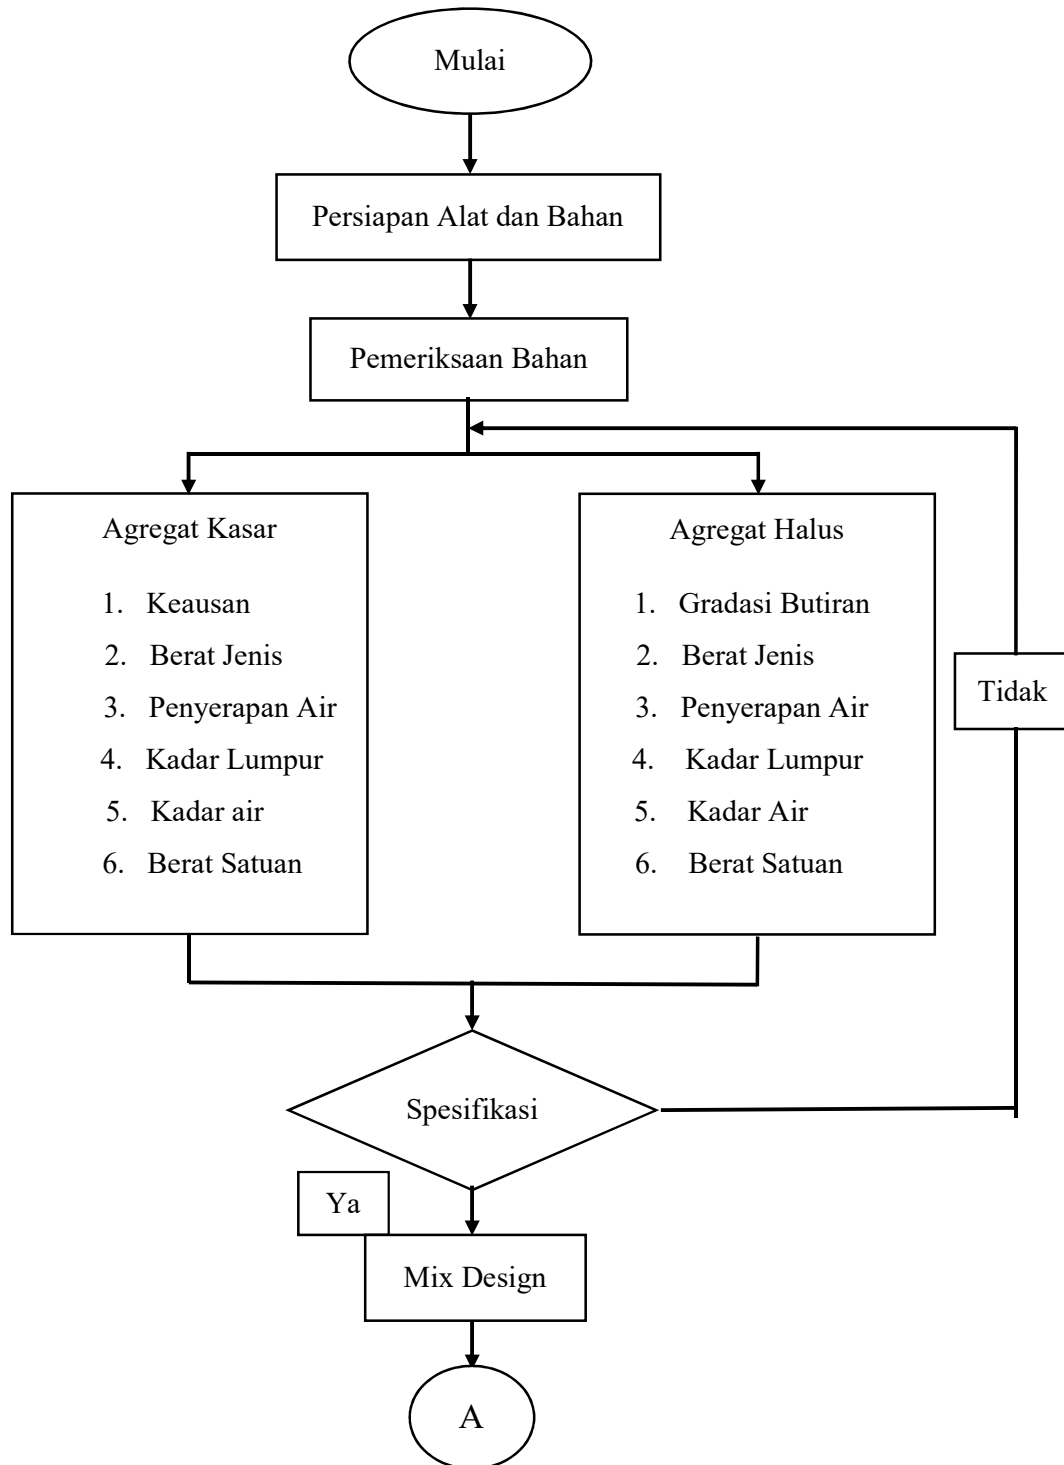 Mulai
Persiapan Alat dan Bahan
Pemeriksaan Bahan
Agregat Kasar
1. Keausan
2. Berat Jenis
3. Penyerapan Air
4. Kadar Lumpur
5. Kadar air
6. Berat Satuan
Agregat Halus
1. Gradasi Butiran
2. Berat Jenis
3. Penyerapan Air
4. Kadar Lumpur
5. Kadar Air
6. Berat Satuan
Tidak
Spesifikasi
Ya
Mix Design
A